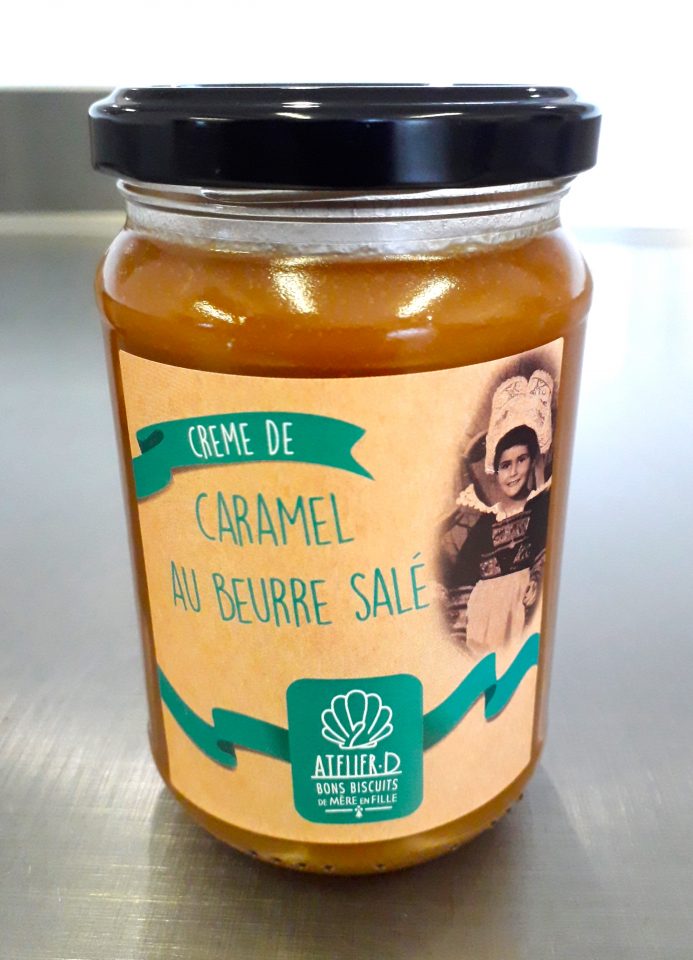 CREME DE
CARAMEL
AU BEURRE SALÉ
ATELIER·D
BONS BISCUITS
DE MÈRE EN FILLE